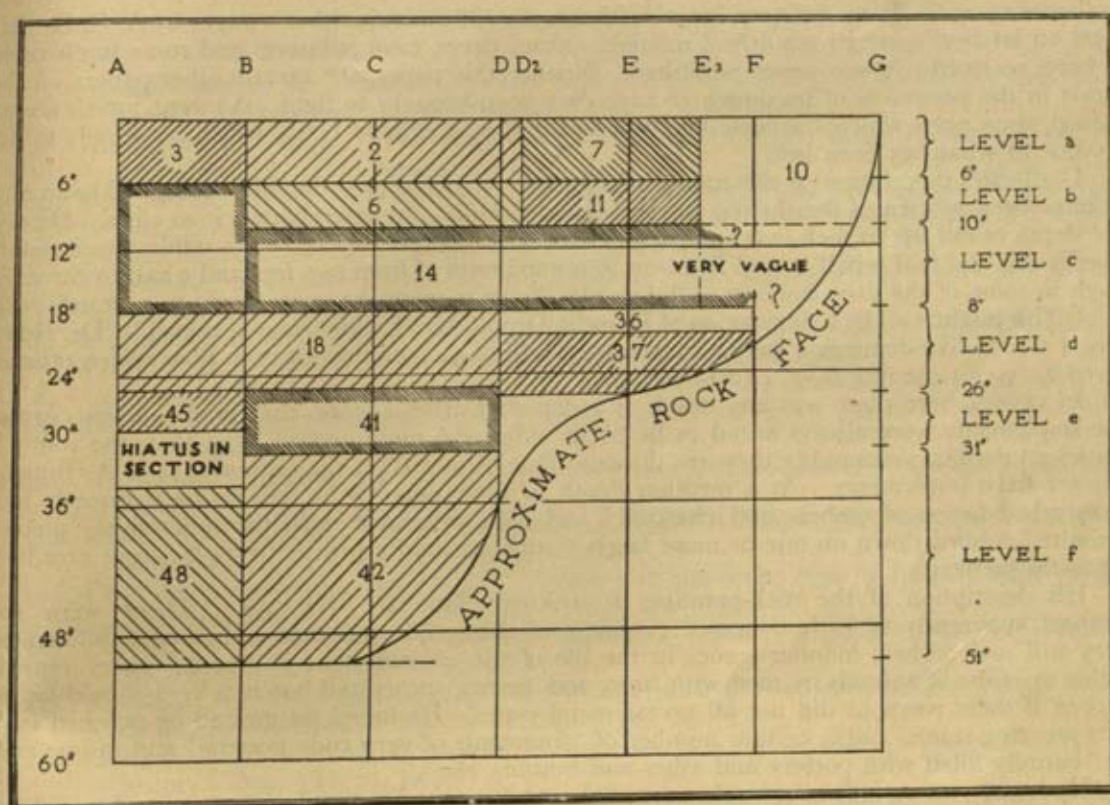 A B C D D2 E E3 F G
3 2 7 10 LEVEL a
6" 6"
6 11 LEVEL b
10"
12" ?
14 VERY VAGUE LEVEL c
18" ? 8"
36
18 37 LEVEL d
24"
26"
45 41 LEVEL e
30" 31"
HIATUS IN
SECTION
36"
APPROXIMATE ROCK FACE
48 42 LEVEL f
48"
51"
60"